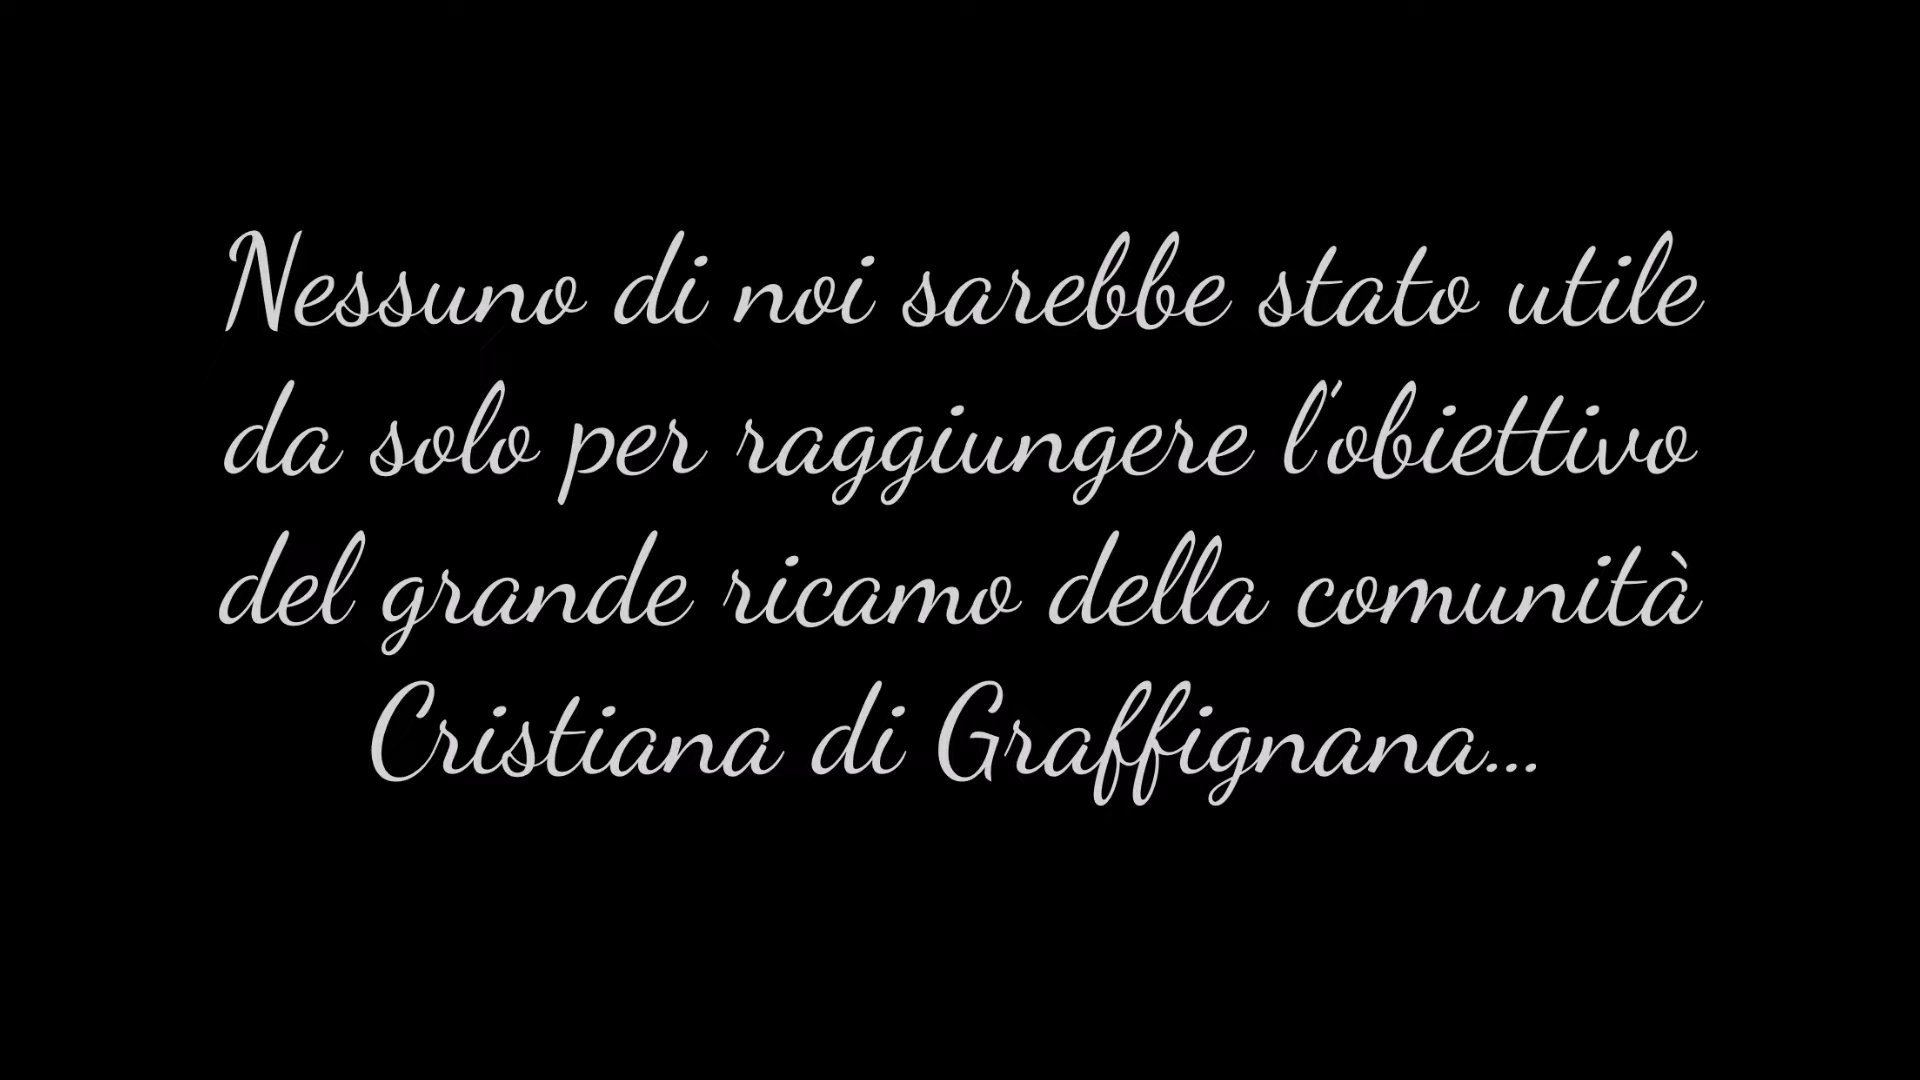 Nessuno di noi sarebbe stato utile
da solo per raggiungere l'obiettivo
del grande ricamo della comunità
Cristiana di Graffignana...